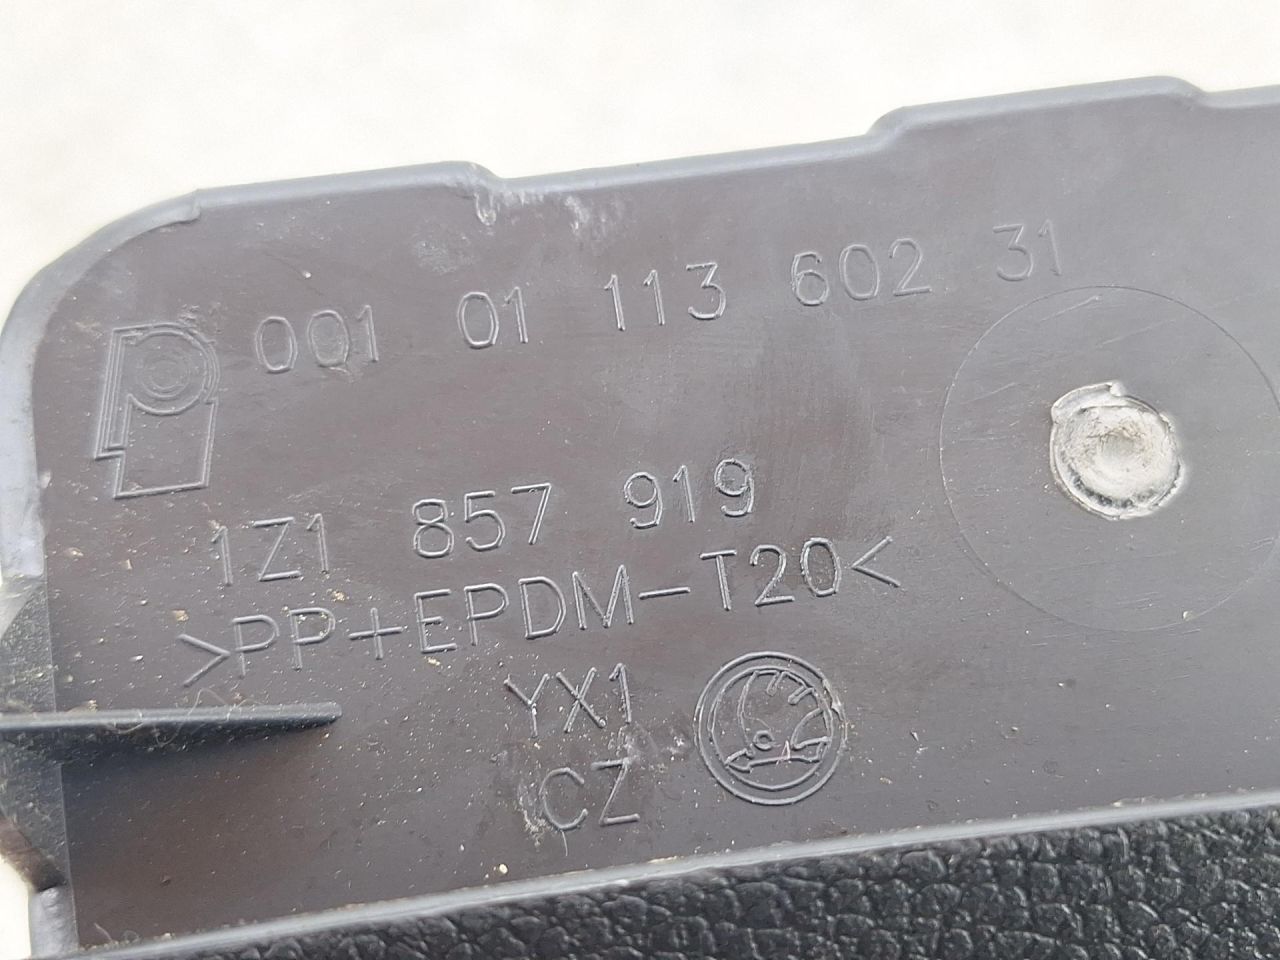 001 01 113 602 31
1Z1 857 919
>PP+EPDM-T20<
YX1
CZ